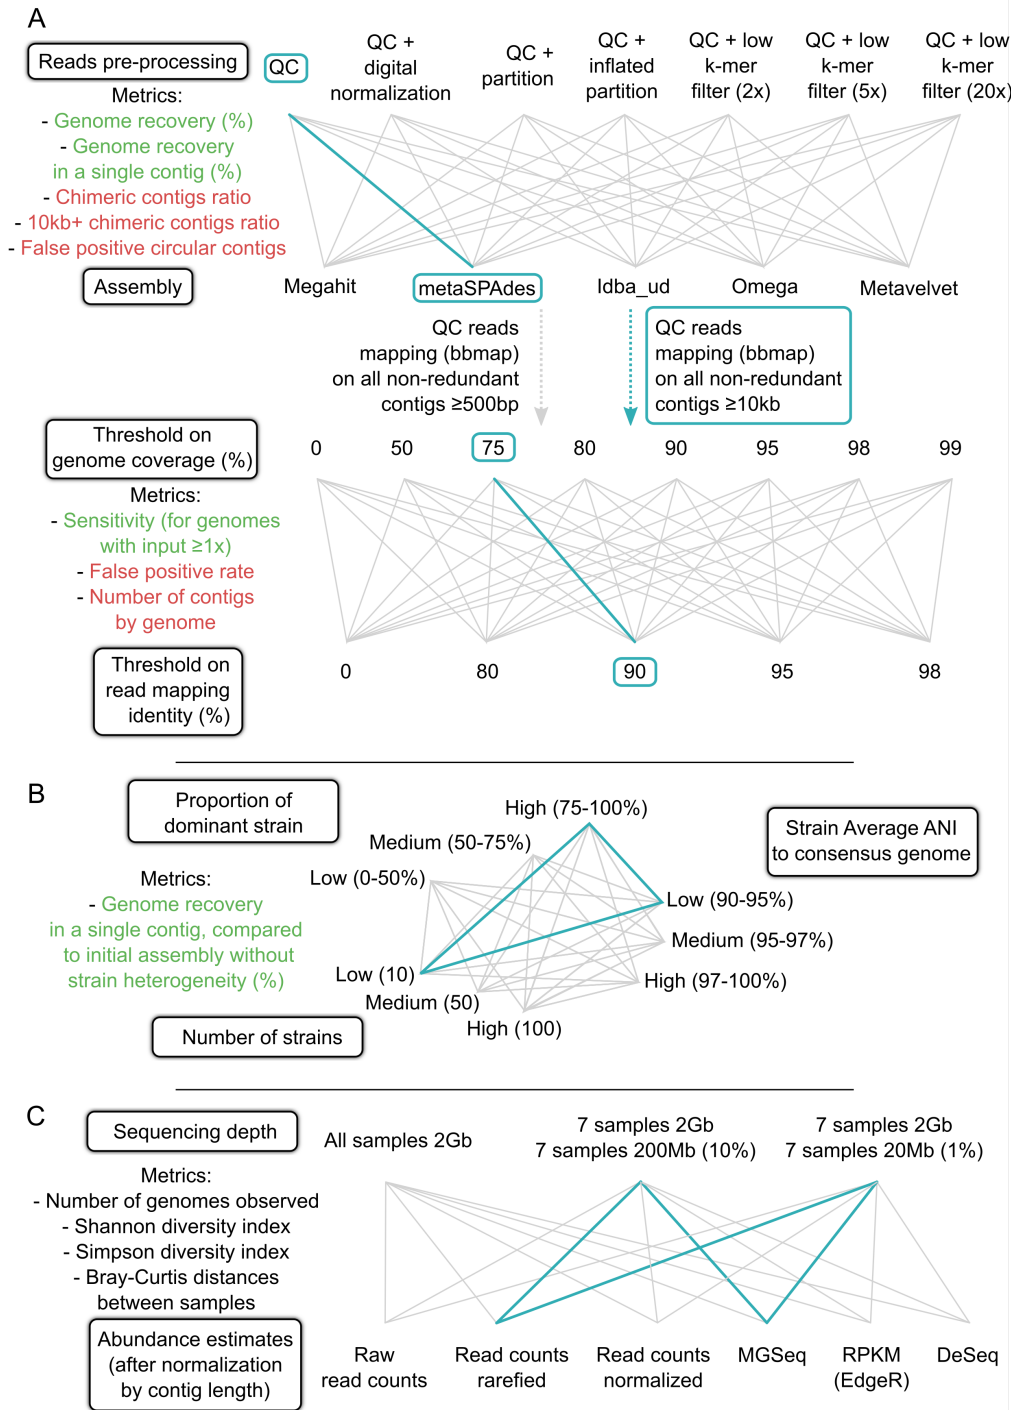 A
Reads pre-processing
QC
QC +
digital
normalization
QC +
partition
QC +
inflated
partition
QC + low
k-mer
filter (2x)
QC + low
k-mer
filter (5x)
QC + low
k-mer
filter (20x)
Metrics:
- Genome recovery (%)
- Genome recovery
in a single contig (%)
- Chimeric contigs ratio
- 10kb+ chimeric contigs ratio
- False positive circular contigs
Assembly
Megahit
metaSPAdes
Idba_ud
Omega
Metavelvet
QC reads
mapping (bbmap)
on all non-redundant
contigs ≥500bp
QC reads
mapping (bbmap)
on all non-redundant
contigs ≥10kb
Threshold on
genome coverage (%)
0 50 75 80 90 95 98 99
Metrics:
- Sensitivity (for genomes
with input ≥1x)
- False positive rate
- Number of contigs
by genome
Threshold on
read mapping
identity (%)
0 80 90 95 98
B
Proportion of
dominant strain
High (75-100%)
Medium (50-75%)
Low (0-50%)
Strain Average ANI
to consensus genome
Low (90-95%)
Medium (95-97%)
High (97-100%)
Metrics:
- Genome recovery
in a single contig, compared
to initial assembly without
strain heterogeneity (%)
Low (10)
Medium (50)
High (100)
Number of strains
C
Sequencing depth
All samples 2Gb
7 samples 2Gb
7 samples 200Mb (10%)
7 samples 2Gb
7 samples 20Mb (1%)
Metrics:
- Number of genomes observed
- Shannon diversity index
- Simpson diversity index
- Bray-Curtis distances
between samples
Abundance estimates
(after normalization
by contig length)
Raw
read counts
Read counts
rarefied
Read counts
normalized
MGSeq
RPKM
(EdgeR)
DeSeq